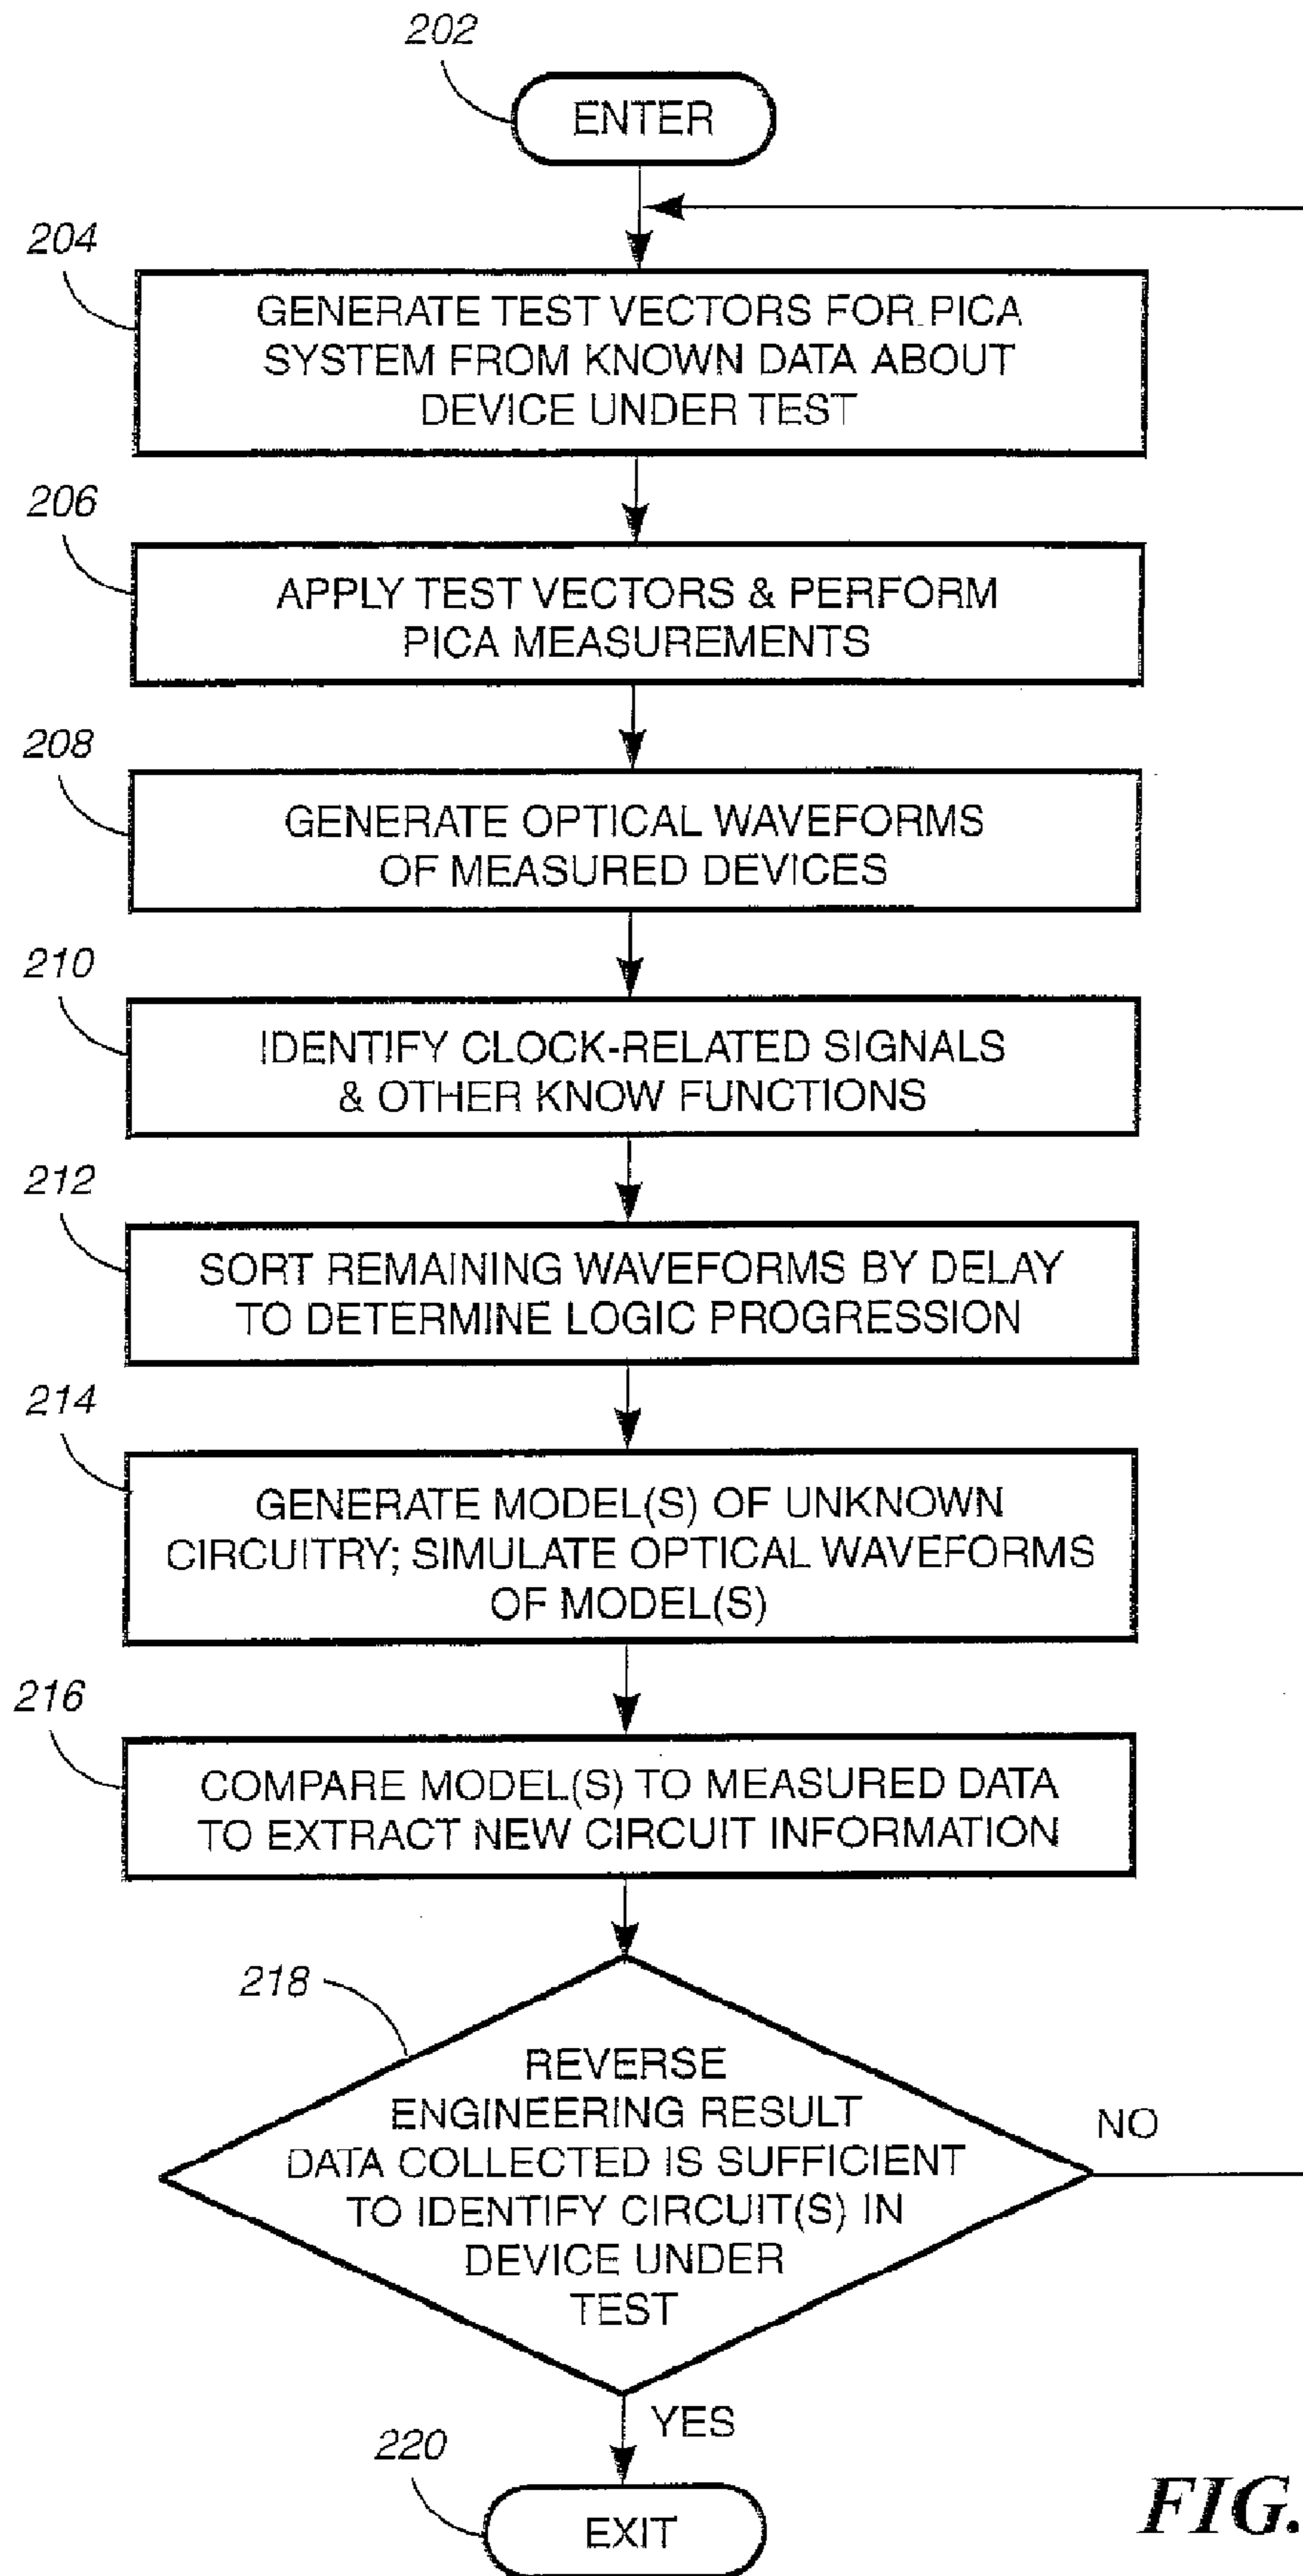 202
ENTER
204
GENERATE TEST VECTORS FOR PICA
SYSTEM FROM KNOWN DATA ABOUT
DEVICE UNDER TEST
206
APPLY TEST VECTORS & PERFORM
PICA MEASUREMENTS
208
GENERATE OPTICAL WAVEFORMS
OF MEASURED DEVICES
210
IDENTIFY CLOCK-RELATED SIGNALS
& OTHER KNOW FUNCTIONS
212
SORT REMAINING WAVEFORMS BY DELAY
TO DETERMINE LOGIC PROGRESSION
214
GENERATE MODEL(S) OF UNKNOWN
CIRCUITRY; SIMULATE OPTICAL WAVEFORMS
OF MODEL(S)
216
COMPARE MODEL(S) TO MEASURED DATA
TO EXTRACT NEW CIRCUIT INFORMATION
218
REVERSE
ENGINEERING RESULT
DATA COLLECTED IS SUFFICIENT
TO IDENTIFY CIRCUIT(S) IN
DEVICE UNDER
TEST
NO
YES
220
EXIT
FIG.